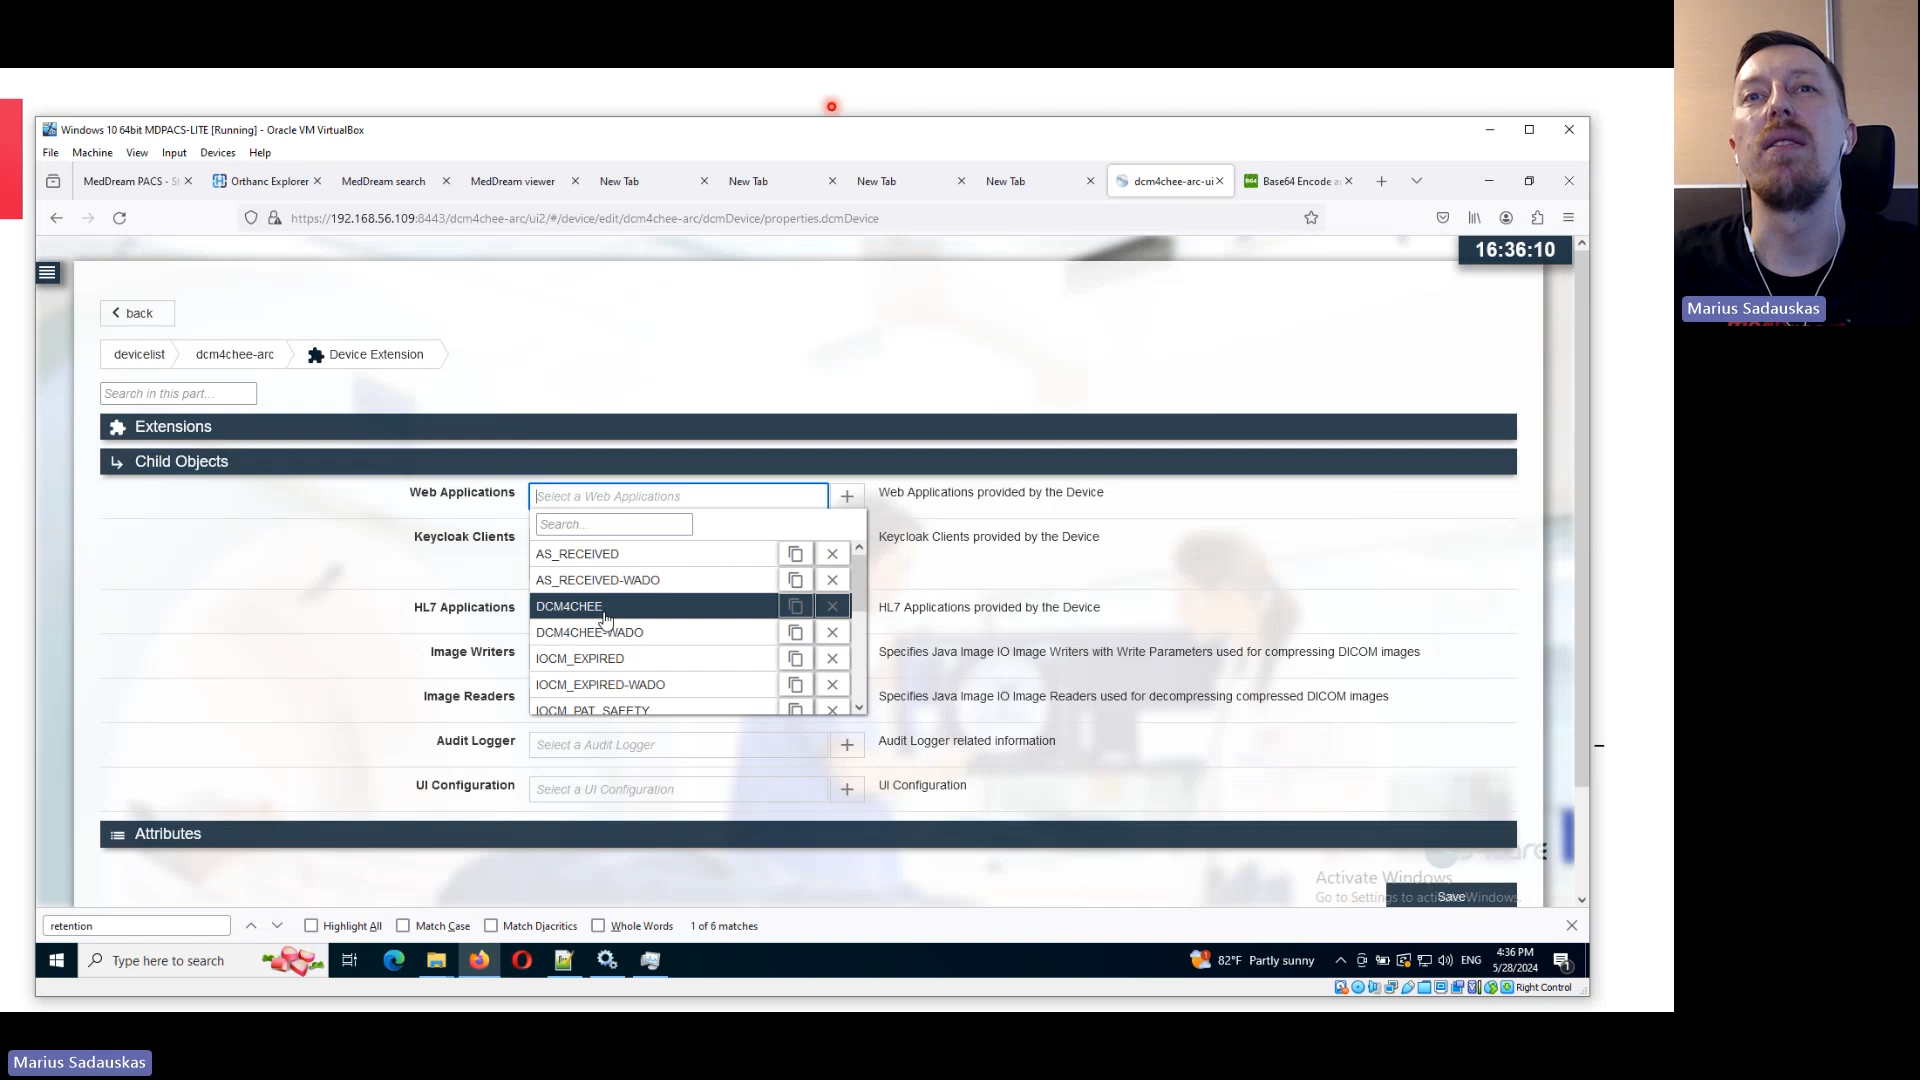 Windows 10 64bit MDPACS-LITE [Running] - Oracle VM VirtualBox
File Machine View Input Devices Help
MedDream PACS - St
Orthanc Explorer
MedDream search
MedDream viewer
New Tab
New Tab
New Tab
New Tab
dcm4chee-arc-ui
B64
Base64 Encode a
https://192.168.56.109:8443/dcm4chee-arc/ui2/#/device/edit/dcm4chee-arc/dcmDevice/properties.dcmDevice
16:36:10
back
devicelist
dcm4chee-arc
Device Extension
Search in this part...
Extensions
Child Objects
Web Applications
Select a Web Applications
Web Applications provided by the Device
Search...
Keycloak Clients
Keycloak Clients provided by the Device
AS_RECEIVED
AS_RECEIVED-WADO
DCM4CHEE
HL7 Applications
HL7 Applications provided by the Device
DCM4CHEE-WADO
Image Writers
IOCM_EXPIRED
Specifies Java Image IO Image Writers with Write Parameters used for compressing DICOM images
IOCM_EXPIRED-WADO
Image Readers
Specifies Java Image IO Image Readers used for decompressing compressed DICOM images
IOCM_PAT_SAFETY
Audit Logger
Select a Audit Logger
Audit Logger related information
UI Configuration
Select a UI Configuration
UI Configuration
Attributes
Activate Windows
Go to Settings to activate Windows.
Save
retention
Highlight All
Match Case
Match Diacritics
Whole Words
1 of 6 matches
Type here to search
82°F Partly sunny
ENG
4:36 PM
5/28/2024
1
Right Control
Marius Sadauskas
Marius Sadauskas